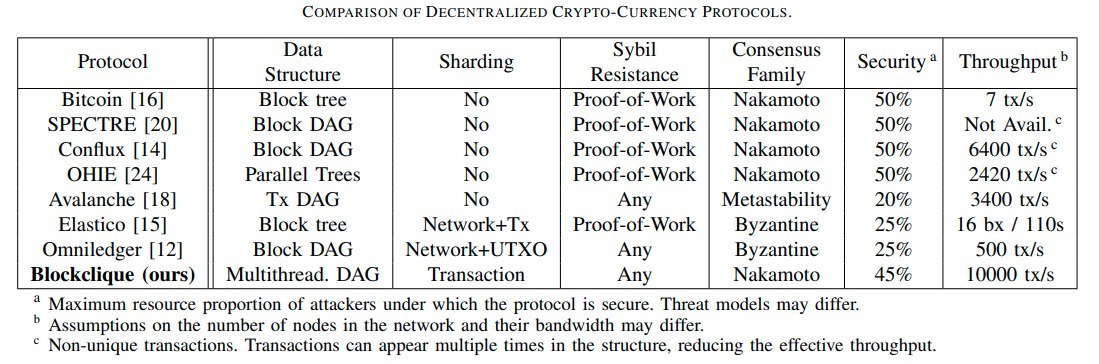 COMPARISON OF DECENTRALIZED CRYPTO-CURRENCY PROTOCOLS.
Protocol | Data Structure | Sharding | Sybil Resistance | Consensus Family | Security a | Throughput b
Bitcoin [16] | Block tree | No | Proof-of-Work | Nakamoto | 50% | 7 tx/s
SPECTRE [20] | Block DAG | No | Proof-of-Work | Nakamoto | 50% | Not Avail. c
Conflux [14] | Block DAG | No | Proof-of-Work | Nakamoto | 50% | 6400 tx/s c
OHIE [24] | Parallel Trees | No | Proof-of-Work | Nakamoto | 50% | 2420 tx/s c
Avalanche [18] | Tx DAG | No | Any | Metastability | 20% | 3400 tx/s
Elastico [15] | Block tree | Network+Tx | Proof-of-Work | Byzantine | 25% | 16 bx / 110s
Omniledger [12] | Block DAG | Network+UTXO | Any | Byzantine | 25% | 500 tx/s
Blockclique (ours) | Multithread. DAG | Transaction | Any | Nakamoto | 45% | 10000 tx/s
a Maximum resource proportion of attackers under which the protocol is secure. Threat models may differ.
b Assumptions on the number of nodes in the network and their bandwidth may differ.
c Non-unique transactions. Transactions can appear multiple times in the structure, reducing the effective throughput.